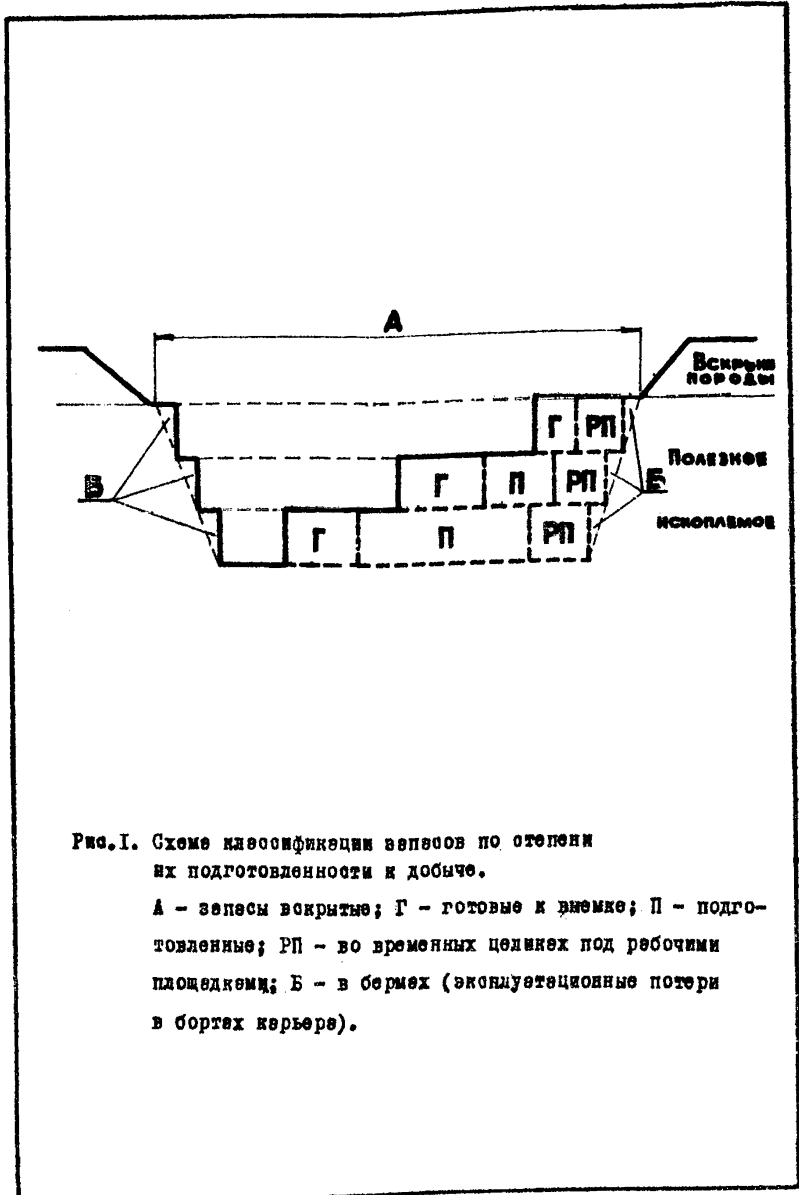 А
Вскрыш
породы
Г
РП
Полезное
Б
Г
П
РП
Б
ископаемое
Г
П
РП
Рис.I. Схема классификации запасов по степени
их подготовленности к добыче.
А - запасы вскрытые; Г - готовые к выемке; П - подго-
товленные; РП - во временных целиках под рабочими
площадками; Б - в бермах (эксплуатационные потери
в бортах карьера).